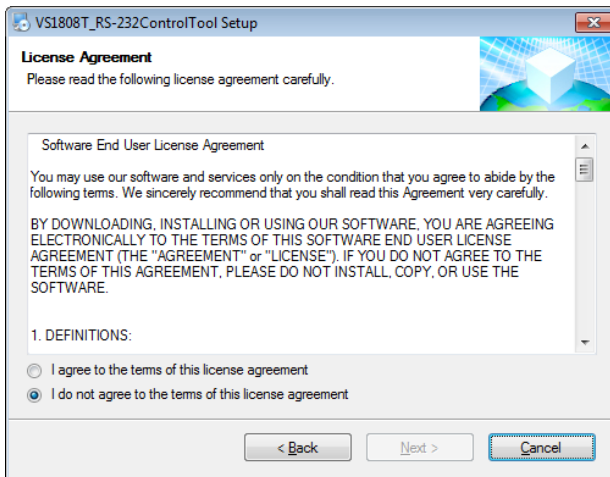 VS1808T_RS-232ControlTool Setup
License Agreement
Please read the following license agreement carefully.
Software End User License Agreement
You may use our software and services only on the condition that you agree to abide by the
following terms. We sincerely recommend that you shall read this Agreement very carefully.
BY DOWNLOADING, INSTALLING OR USING OUR SOFTWARE, YOU ARE AGREEING
ELECTRONICALLY TO THE TERMS OF THIS SOFTWARE END USER LICENSE
AGREEMENT (THE "AGREEMENT" or "LICENSE"). IF YOU DO NOT AGREE TO THE
TERMS OF THIS AGREEMENT, PLEASE DO NOT INSTALL, COPY, OR USE THE
SOFTWARE.
1. DEFINITIONS:
I agree to the terms of this license agreement
I do not agree to the terms of this license agreement
< Back Next > Cancel